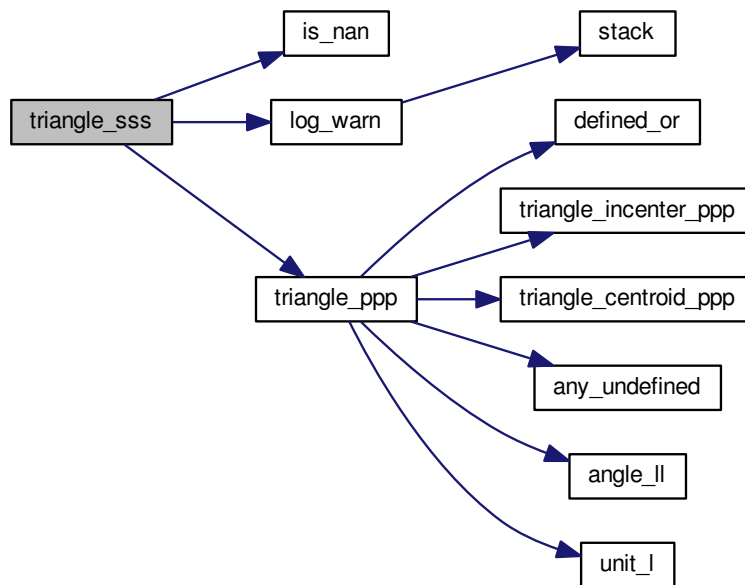 is_nan
stack
triangle_sss
log_warn
defined_or
triangle_incenter_ppp
triangle_ppp
triangle_centroid_ppp
any_undefined
angle_ll
unit_l